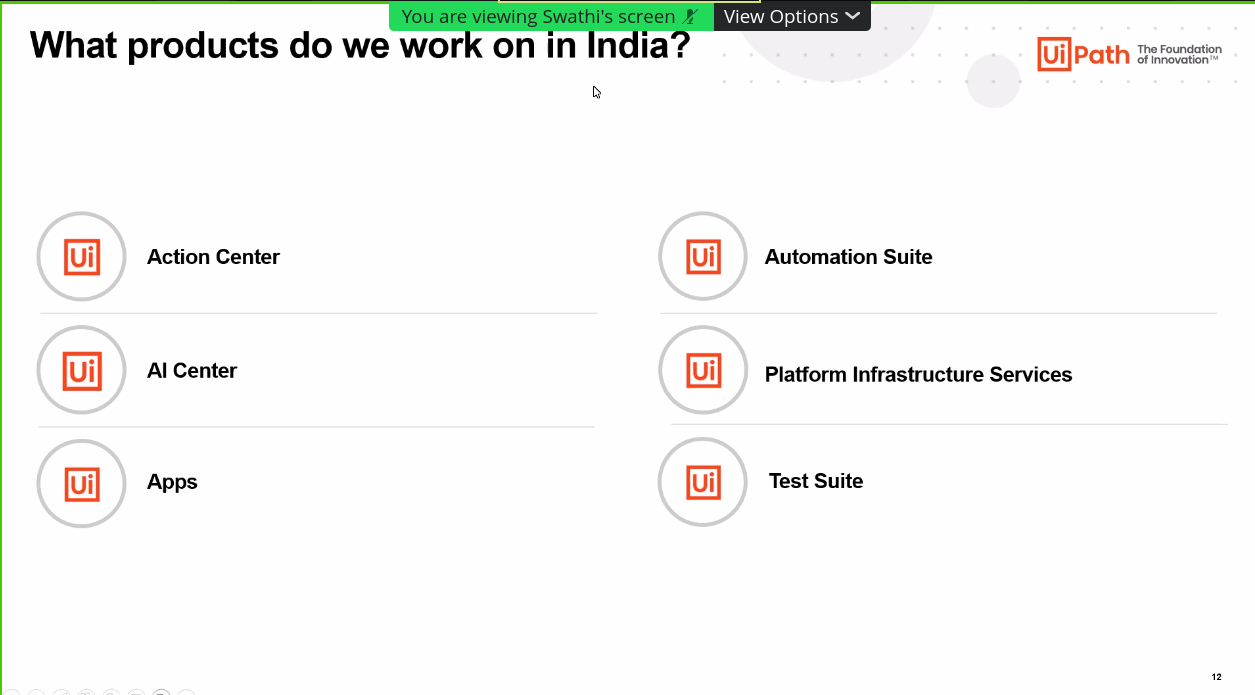 You are viewing Swathi's screen
View Options
What products do we work on in India?
UiPath
The Foundation
of Innovation™
Ui
Action Center
Ui
Automation Suite
Ui
AI Center
Ui
Platform Infrastructure Services
Ui
Apps
Ui
Test Suite
12